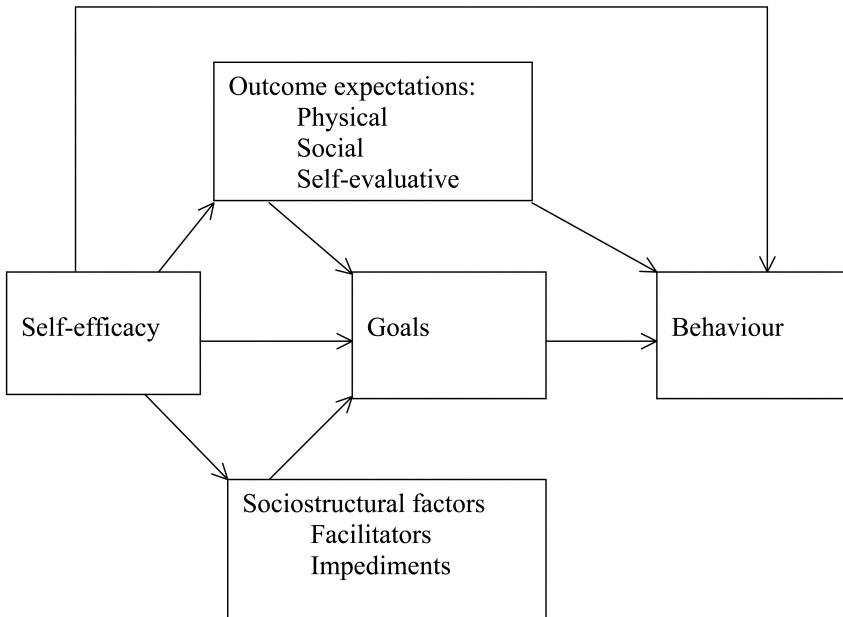 Outcome expectations:
Physical
Social
Self-evaluative
Self-efficacy
Goals
Behaviour
Sociostructural factors
Facilitators
Impediments